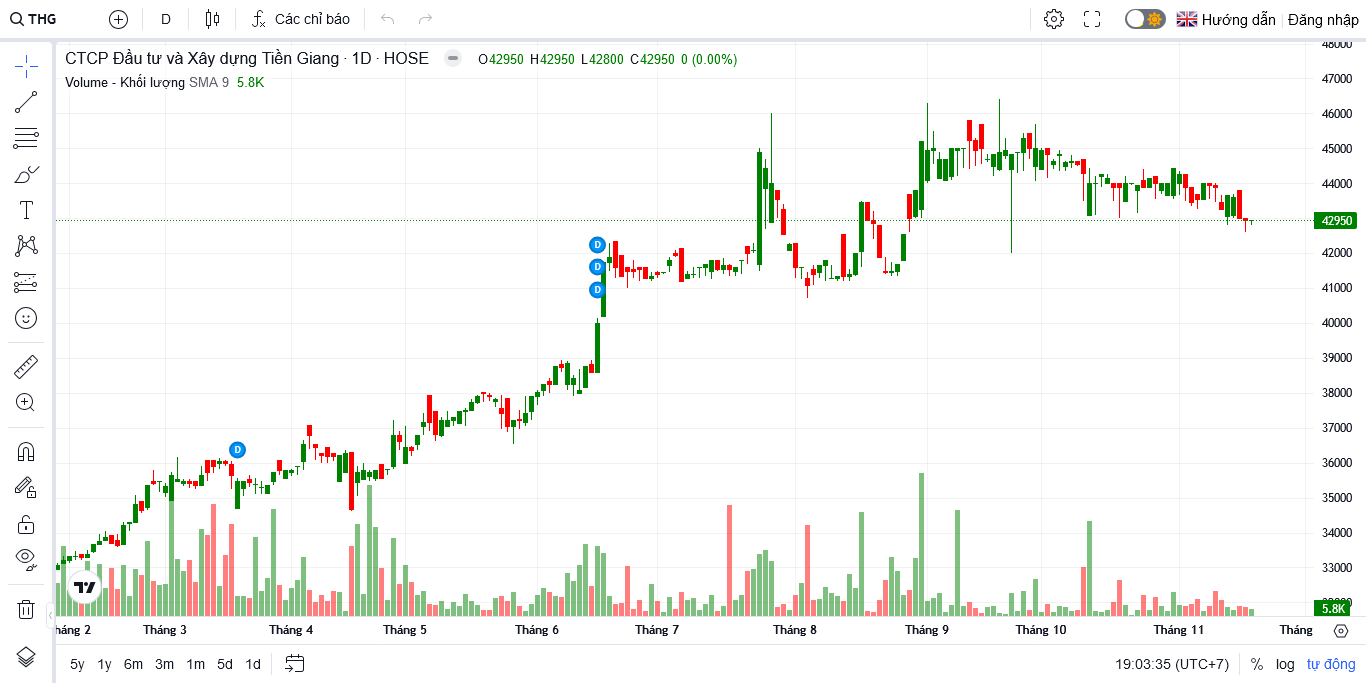 THG D Các chỉ báo Hướng dẫn Đăng nhập
CTCP Đầu tư và Xây dựng Tiền Giang · 1D · HOSE O42950 H42950 L42800 C42950 0 (0.00%)
Volume - Khối lượng SMA 9 5.8K
48000
47000
46000
45000
44000
42950
42000
41000
40000
39000
38000
37000
36000
35000
34000
33000
5.8K
D
D
D
D
háng 2 Tháng 3 Tháng 4 Tháng 5 Tháng 6 Tháng 7 Tháng 8 Tháng 9 Tháng 10 Tháng 11 Tháng
5y 1y 6m 3m 1m 5d 1d 19:03:35 (UTC+7) % log tự động